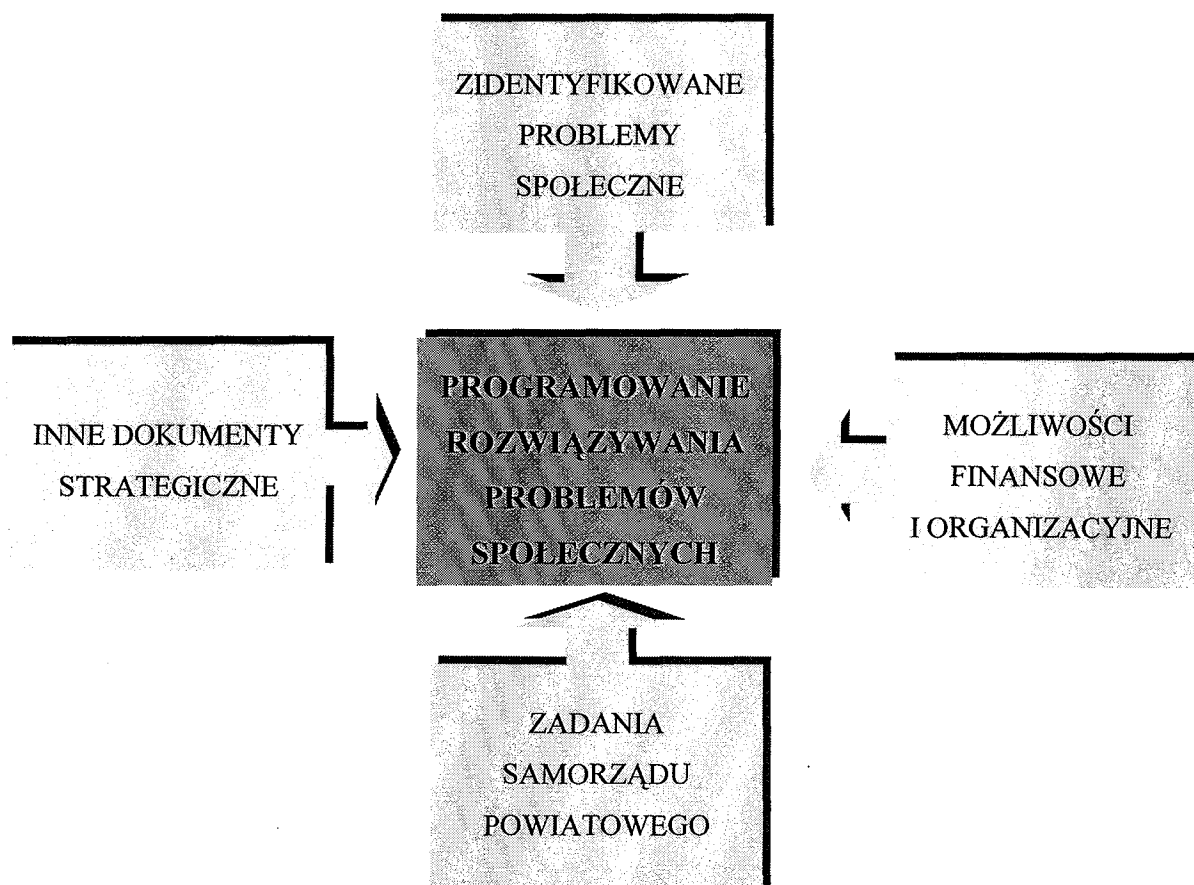 ZIDENTYFIKOWANE
PROBLEMY
SPOŁECZNE
INNE DOKUMENTY
STRATEGICZNE
PROGRAMOWANIE
ROZWIĄZYWANIA
PROBLEMÓW
SPOŁECZNYCH
MOŻLIWOŚCI
FINANSOWE
I ORGANIZACYJNE
ZADANIA
SAMORZĄDU
POWIATOWEGO